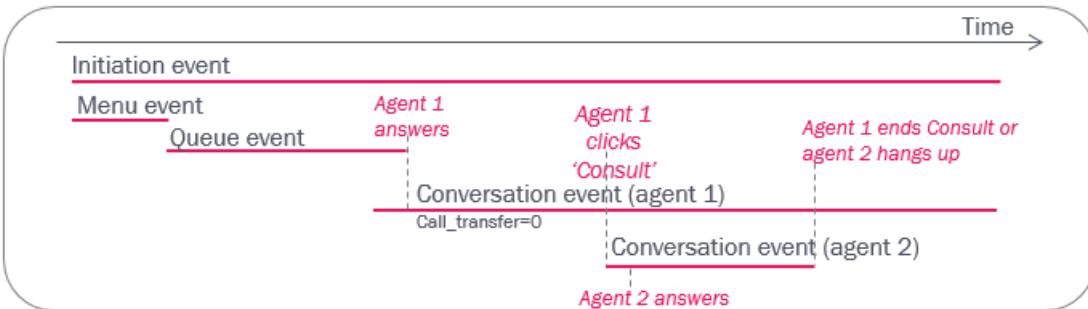 Time
Initiation event
Menu event
Queue event
Agent 1
answers
Agent 1
clicks
'Consult'
Agent 1 ends Consult or
agent 2 hangs up
Conversation event (agent 1)
Call_transfer=0
Conversation event (agent 2)
Agent 2 answers